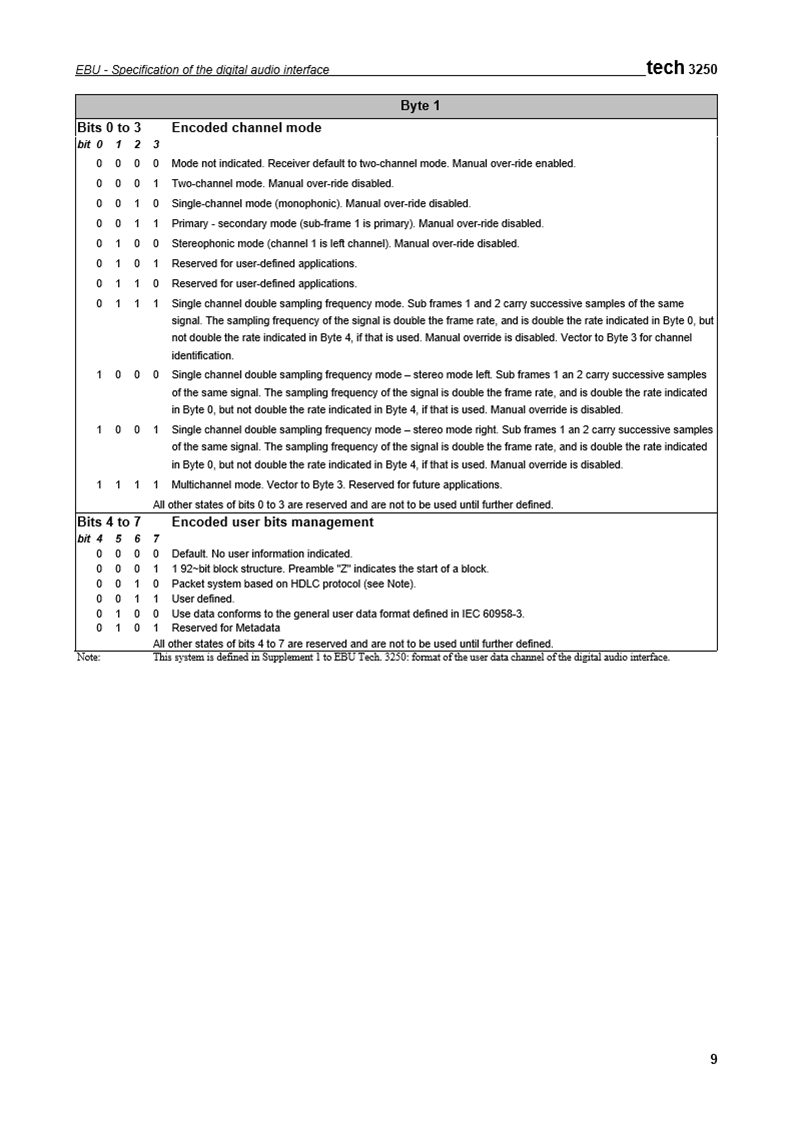 EBU - Specification of the digital audio interface tech 3250
Byte 1
Bits 0 to 3 Encoded channel mode
bit 0 1 2 3
0 0 0 0 Mode not indicated. Receiver default to two-channel mode. Manual over-ride enabled.
0 0 0 1 Two-channel mode. Manual over-ride disabled.
0 0 1 0 Single-channel mode (monophonic). Manual over-ride disabled.
0 0 1 1 Primary - secondary mode (sub-frame 1 is primary). Manual over-ride disabled.
0 1 0 0 Stereophonic mode (channel 1 is left channel). Manual over-ride disabled.
0 1 0 1 Reserved for user-defined applications.
0 1 1 0 Reserved for user-defined applications.
0 1 1 1 Single channel double sampling frequency mode. Sub frames 1 and 2 carry successive samples of the same
signal. The sampling frequency of the signal is double the frame rate, and is double the rate indicated in Byte 0, but
not double the rate indicated in Byte 4, if that is used. Manual override is disabled. Vector to Byte 3 for channel
identification.
1 0 0 0 Single channel double sampling frequency mode – stereo mode left. Sub frames 1 an 2 carry successive samples
of the same signal. The sampling frequency of the signal is double the frame rate, and is double the rate indicated
in Byte 0, but not double the rate indicated in Byte 4, if that is used. Manual override is disabled.
1 0 0 1 Single channel double sampling frequency mode – stereo mode right. Sub frames 1 an 2 carry successive samples
of the same signal. The sampling frequency of the signal is double the frame rate, and is double the rate indicated
in Byte 0, but not double the rate indicated in Byte 4, if that is used. Manual override is disabled.
1 1 1 1 Multichannel mode. Vector to Byte 3. Reserved for future applications.
All other states of bits 0 to 3 are reserved and are not to be used until further defined.
Bits 4 to 7 Encoded user bits management
bit 4 5 6 7
0 0 0 0 Default. No user information indicated.
0 0 0 1 1 92~bit block structure. Preamble "Z" indicates the start of a block.
0 0 1 0 Packet system based on HDLC protocol (see Note).
0 0 1 1 User defined.
0 1 0 0 Use data conforms to the general user data format defined in IEC 60958-3.
0 1 0 1 Reserved for Metadata
All other states of bits 4 to 7 are reserved and are not to be used until further defined.
Note: This system is defined in Supplement 1 to EBU Tech. 3250: format of the user data channel of the digital audio interface.
9